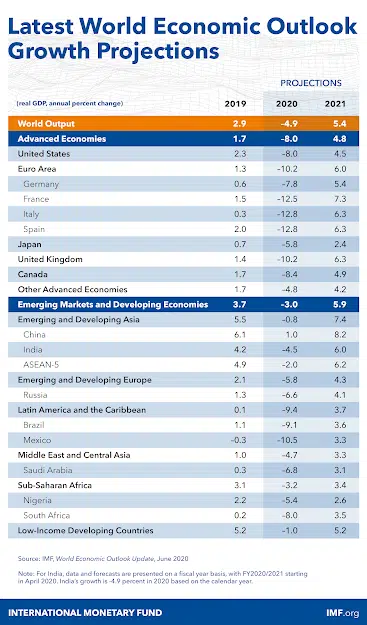 Latest World Economic Outlook
Growth Projections
PROJECTIONS
(real GDP, annual percent change) 2019 2020 2021
World Output 2.9 -4.9 5.4
Advanced Economies 1.7 -8.0 4.8
United States 2.3 -8.0 4.5
Euro Area 1.3 -10.2 6.0
Germany 0.6 -7.8 5.4
France 1.5 -12.5 7.3
Italy 0.3 -12.8 6.3
Spain 2.0 -12.8 6.3
Japan 0.7 -5.8 2.4
United Kingdom 1.4 -10.2 6.3
Canada 1.7 -8.4 4.9
Other Advanced Economies 1.7 -4.8 4.2
Emerging Markets and Developing Economies 3.7 -3.0 5.9
Emerging and Developing Asia 5.5 -0.8 7.4
China 6.1 1.0 8.2
India 4.2 -4.5 6.0
ASEAN-5 4.9 -2.0 6.2
Emerging and Developing Europe 2.1 -5.8 4.3
Russia 1.3 -6.6 4.1
Latin America and the Caribbean 0.1 -9.4 3.7
Brazil 1.1 -9.1 3.6
Mexico -0.3 -10.5 3.3
Middle East and Central Asia 1.0 -4.7 3.3
Saudi Arabia 0.3 -6.8 3.1
Sub-Saharan Africa 3.1 -3.2 3.4
Nigeria 2.2 -5.4 2.6
South Africa 0.2 -8.0 3.5
Low-Income Developing Countries 5.2 -1.0 5.2
Source: IMF, World Economic Outlook Update, June 2020
Note: For India, data and forecasts are presented on a fiscal year basis, with FY2020/2021 starting
in April 2020. India's growth is -4.9 percent in 2020 based on the calendar year.
INTERNATIONAL MONETARY FUND IMF.org